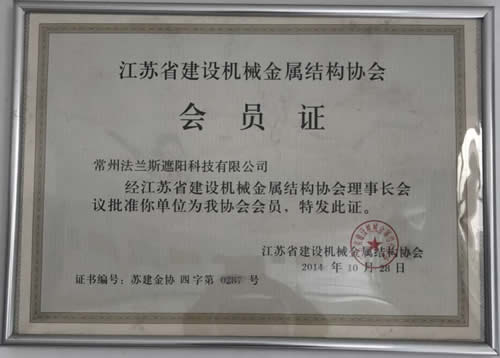 江苏省建设机械金属结构协会
会员证
常州法兰斯遮阳科技有限公司
经江苏省建设机械金属结构协会理事长会
议批准你单位为我协会会员，特发此证。
江苏省建设机械金属结构协会
2014 年 10 月 28 日
证书编号：苏建金协 四 字第 0287 号